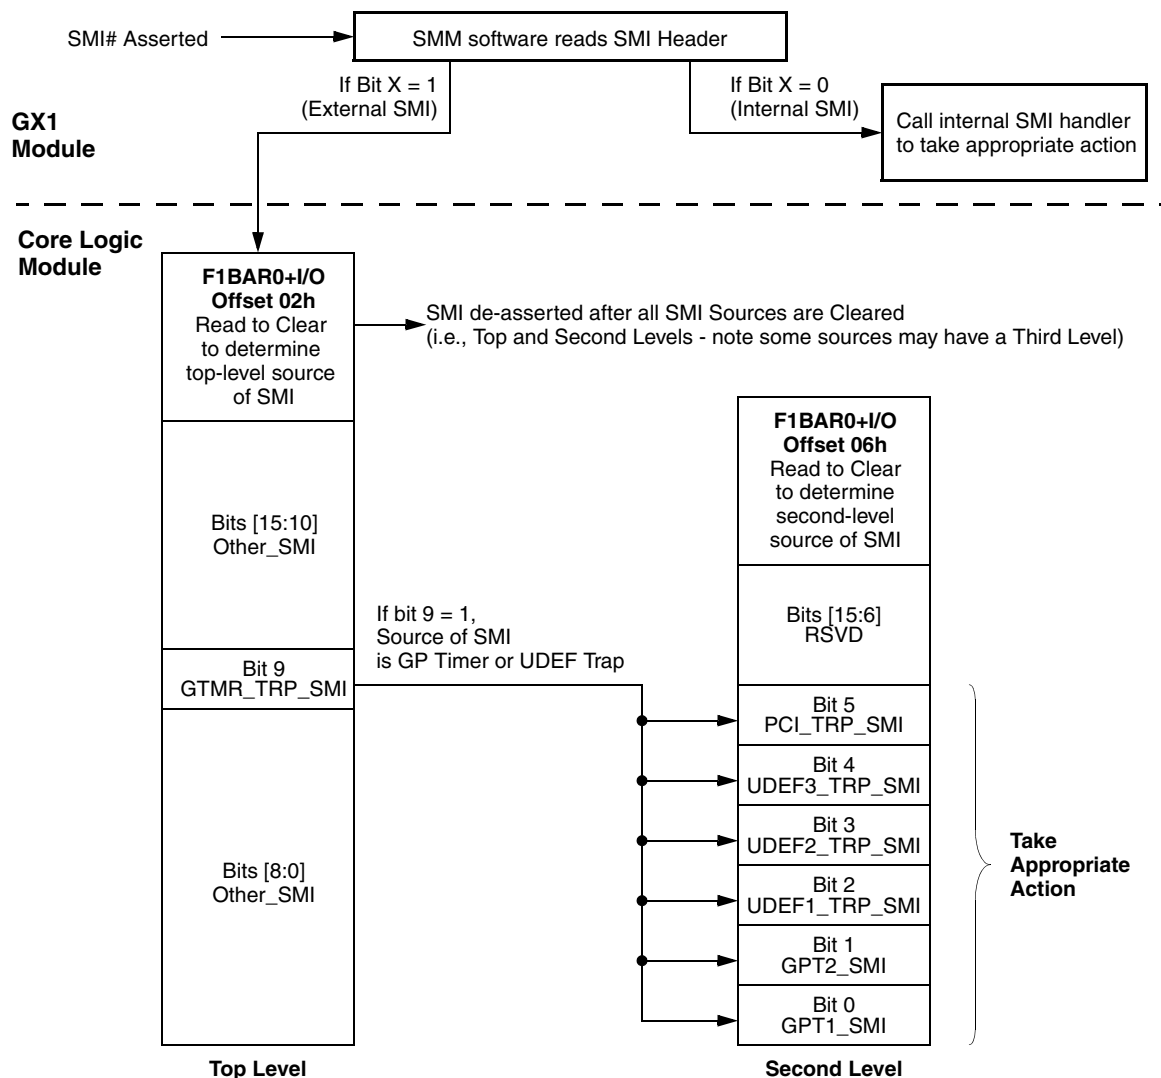 SMI# Asserted
SMM software reads SMI Header
If Bit X = 1
(External SMI)
If Bit X = 0
(Internal SMI)
Call internal SMI handler
to take appropriate action
GX1
Module
Core Logic
Module
F1BAR0+I/O
Offset 02h
Read to Clear
to determine
top-level source
of SMI
SMI de-asserted after all SMI Sources are Cleared
(i.e., Top and Second Levels - note some sources may have a Third Level)
Bits [15:10]
Other_SMI
If bit 9 = 1,
Source of SMI
is GP Timer or UDEF Trap
Bit 9
GTMR_TRP_SMI
Bits [8:0]
Other_SMI
Top Level
F1BAR0+I/O
Offset 06h
Read to Clear
to determine
second-level
source of SMI
Bits [15:6]
RSVD
Bit 5
PCI_TRP_SMI
Bit 4
UDEF3_TRP_SMI
Bit 3
UDEF2_TRP_SMI
Bit 2
UDEF1_TRP_SMI
Bit 1
GPT2_SMI
Bit 0
GPT1_SMI
Second Level
Take
Appropriate
Action